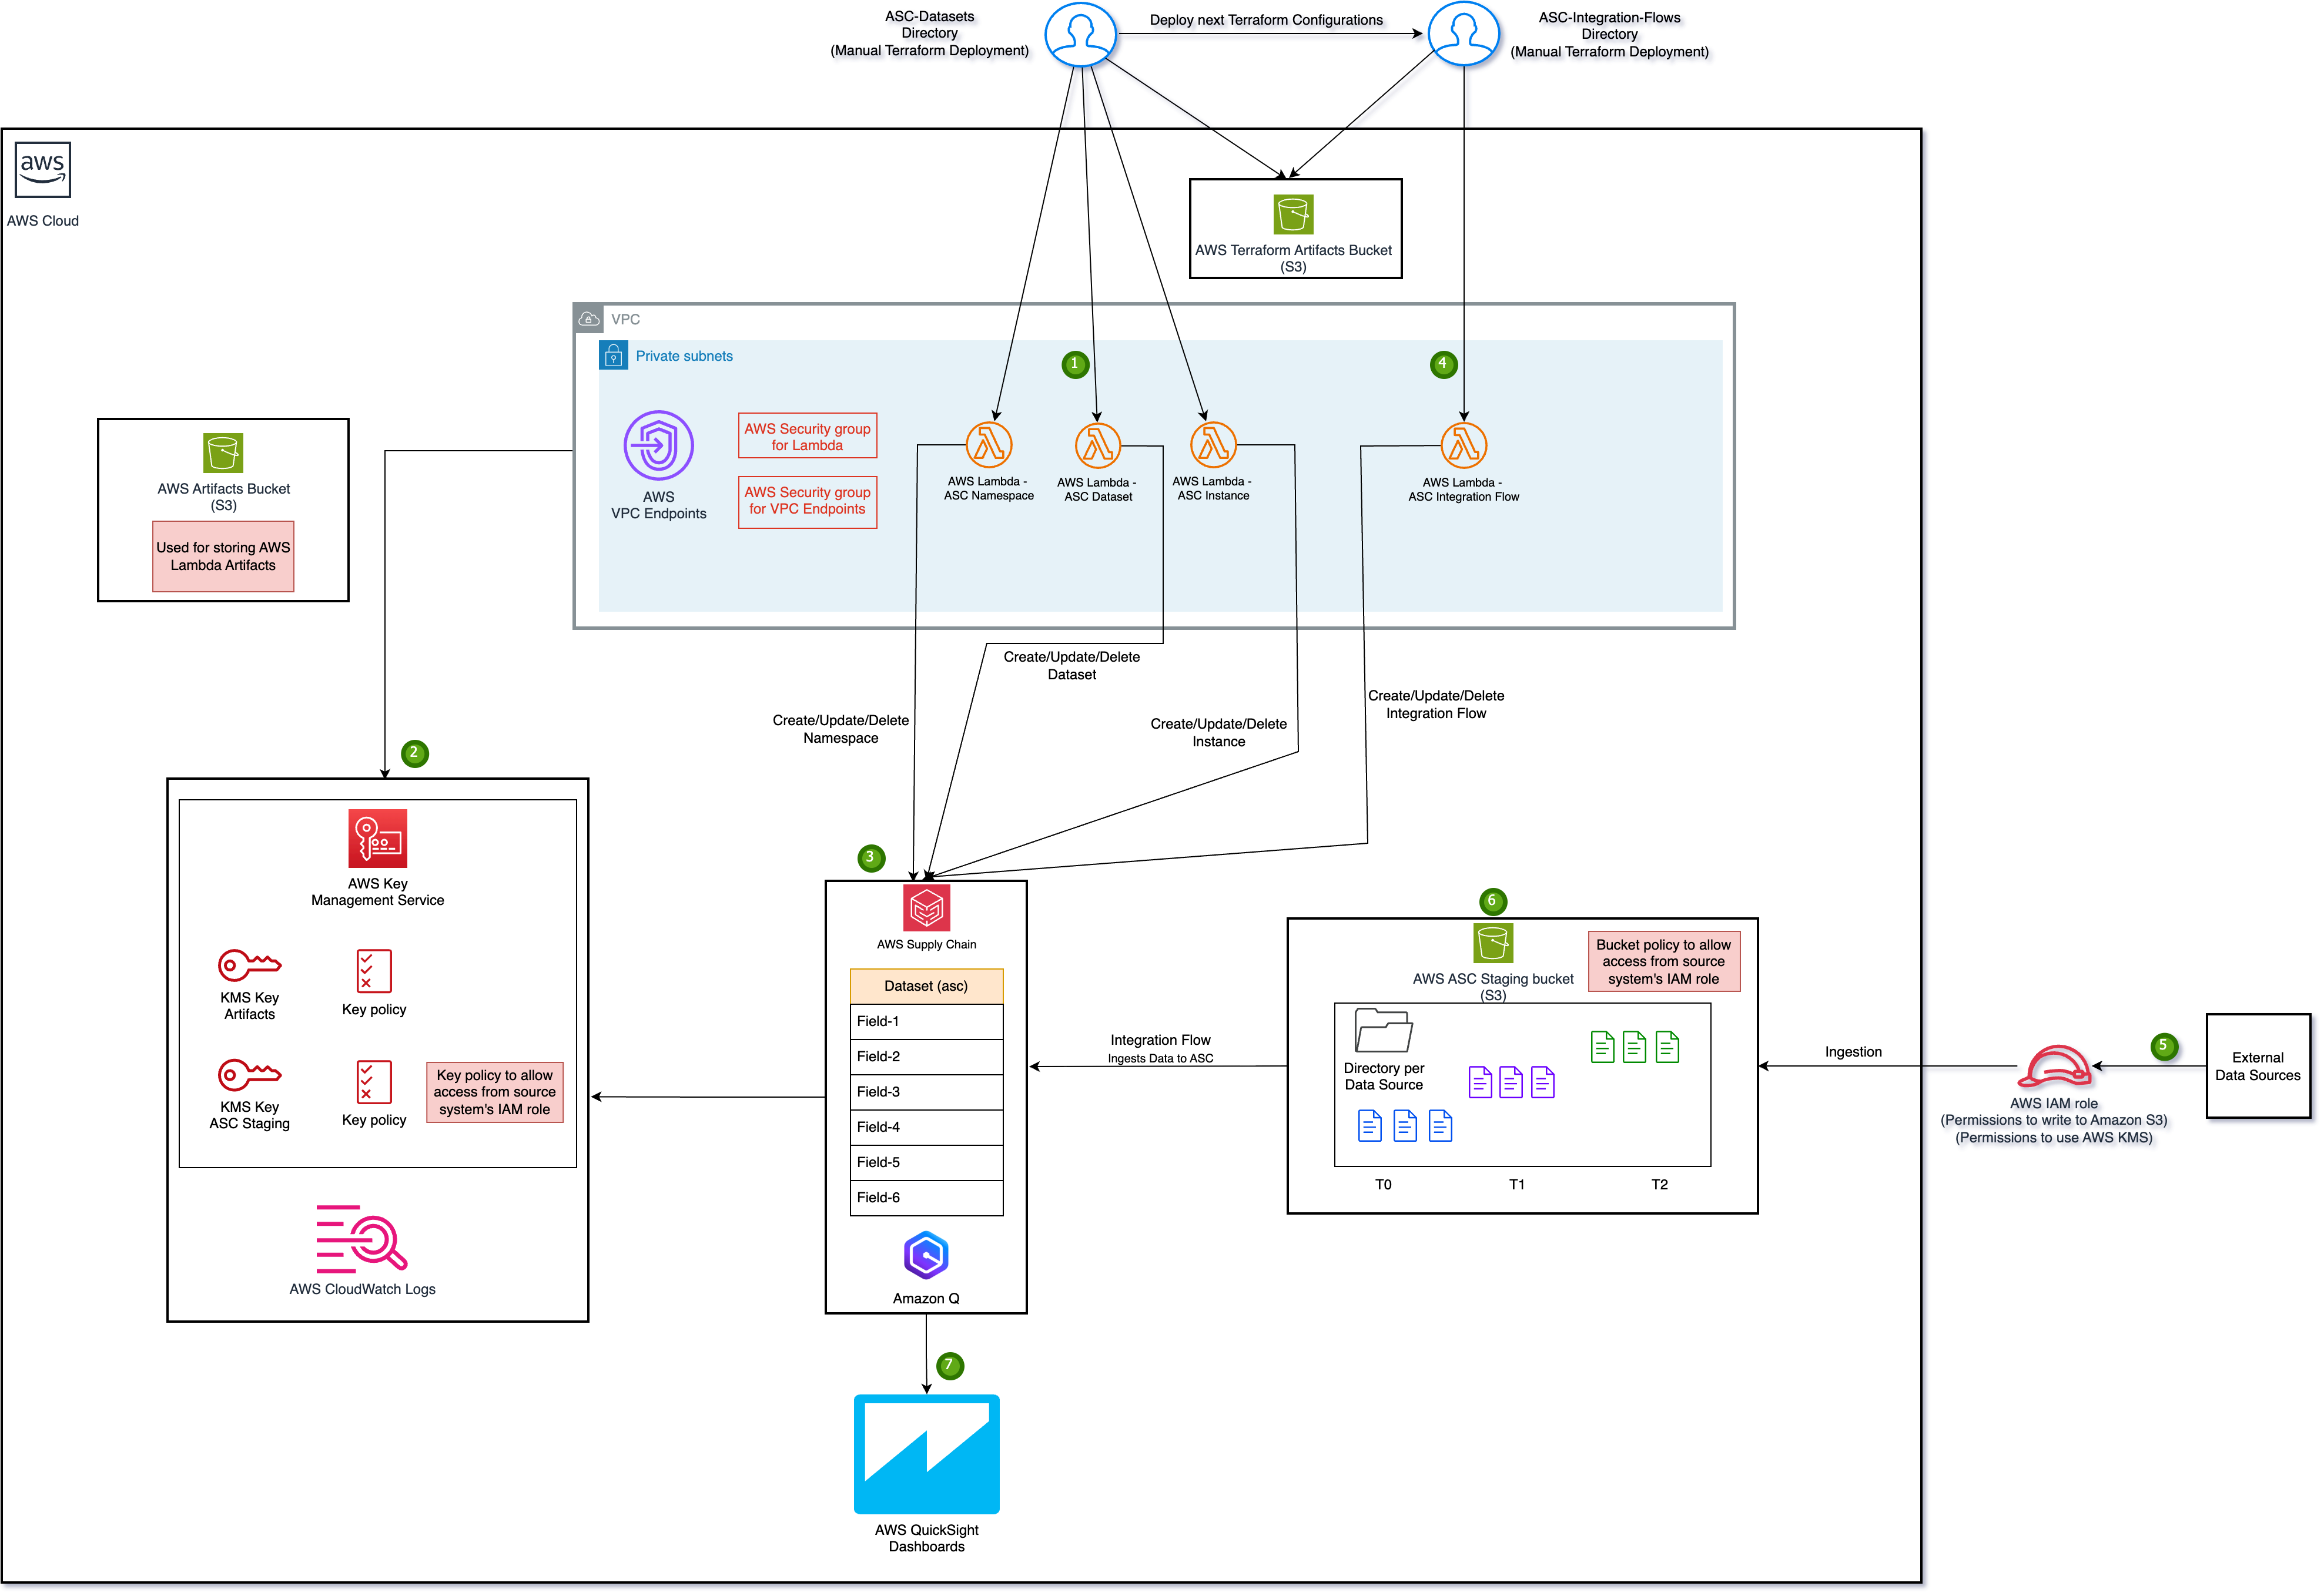 ASC-Datasets
Directory
(Manual Terraform Deployment)
Deploy next Terraform Configurations
ASC-Integration-Flows
Directory
(Manual Terraform Deployment)
aws
AWS Cloud
AWS Terraform Artifacts Bucket
(S3)
VPC
Private subnets
1
4
AWS
VPC Endpoints
AWS Security group
for Lambda
AWS Security group
for VPC Endpoints
AWS Lambda -
ASC Namespace
AWS Lambda -
ASC Dataset
AWS Lambda -
ASC Instance
AWS Lambda -
ASC Integration Flow
AWS Artifacts Bucket
(S3)
Used for storing AWS
Lambda Artifacts
Create/Update/Delete
Dataset
Create/Update/Delete
Namespace
Create/Update/Delete
Instance
Create/Update/Delete
Integration Flow
2
AWS Key
Management Service
KMS Key
Artifacts
Key policy
KMS Key
ASC Staging
Key policy
Key policy to allow
access from source
system's IAM role
AWS CloudWatch Logs
3
AWS Supply Chain
Dataset (asc)
Field-1
Field-2
Field-3
Field-4
Field-5
Field-6
Amazon Q
Integration Flow
Ingests Data to ASC
6
AWS ASC Staging bucket
(S3)
Bucket policy to allow
access from source
system's IAM role
Directory per
Data Source
T0
T1
T2
Ingestion
AWS IAM role
(Permissions to write to Amazon S3)
(Permissions to use AWS KMS)
5
External
Data Sources
7
AWS QuickSight
Dashboards